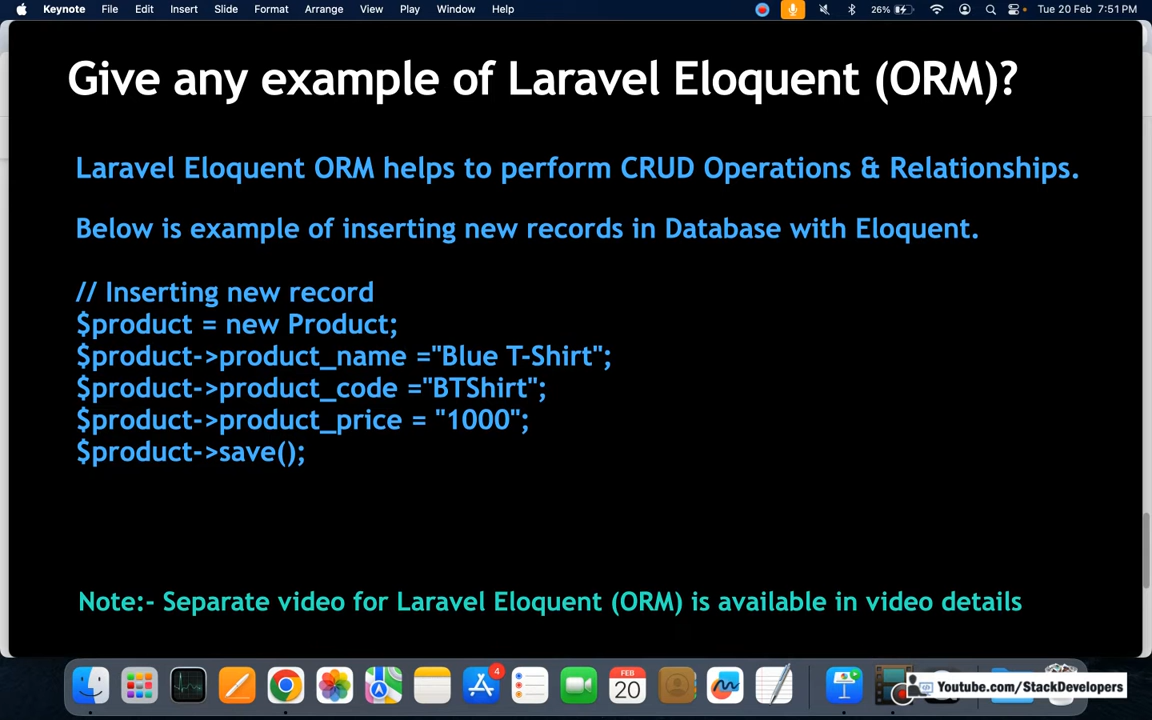 Keynote File Edit Insert Slide Format Arrange View Play Window Help 26% Tue 20 Feb 7:51 PM
Give any example of Laravel Eloquent (ORM)?
Laravel Eloquent ORM helps to perform CRUD Operations & Relationships.
Below is example of inserting new records in Database with Eloquent.
// Inserting new record
$product = new Product;
$product->product_name ="Blue T-Shirt";
$product->product_code ="BTShirt";
$product->product_price = "1000";
$product->save();
Note:- Separate video for Laravel Eloquent (ORM) is available in video details
4
FEB
20
Youtube.com/StackDevelopers